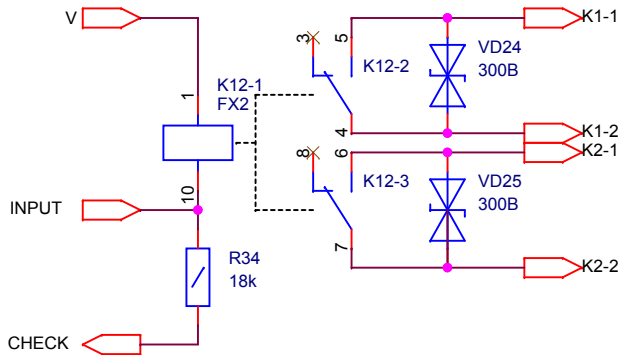 V
K1-1
3
5
VD24
300B
K12-2
K12-1
FX2
1
4
K1-2
K2-1
8
6
VD25
300B
K12-3
10
INPUT
7
R34
18k
K2-2
CHECK